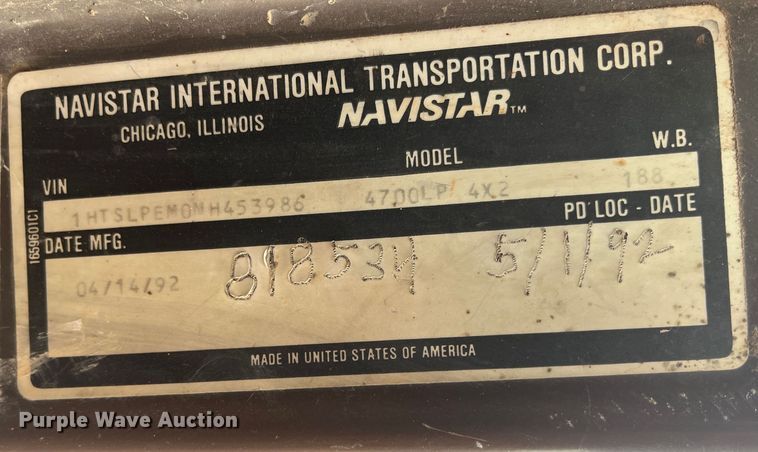 NAVISTAR INTERNATIONAL TRANSPORTATION CORP.
CHICAGO, ILLINOIS NAVISTAR™
VIN MODEL W.B.
1HTSLPEM0NH453986 4700LP 4X2 188
DATE MFG. PD LOC - DATE
04/14/92 898534 5/1/92
MADE IN UNITED STATES OF AMERICA
1659601C1
Purple Wave Auction